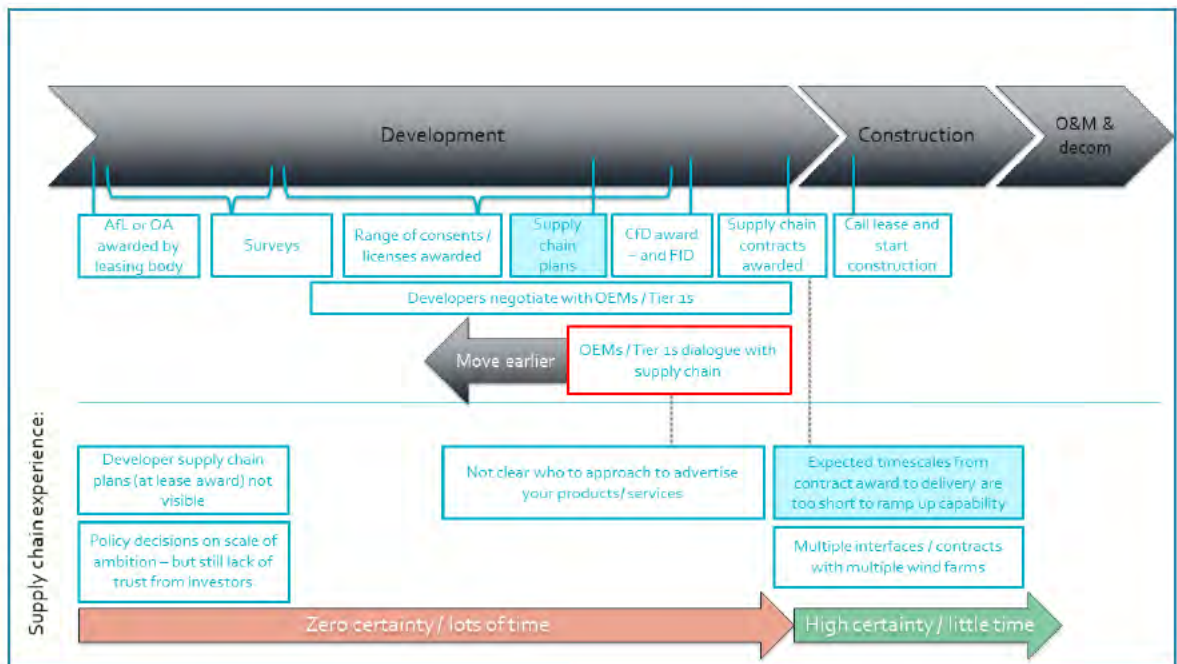 Development
Construction
O&M &
decom
AfL or OA
awarded by
leasing body
Surveys
Range of consents /
licenses awarded
Supply
chain
plans
CfD award
– and FID
Supply chain
contracts
awarded
Call lease and
start
construction
Developers negotiate with OEMs / Tier 1s
Move earlier
OEMs / Tier 1s dialogue with
supply chain
Supply chain experience:
Developer supply chain
plans (at lease award) not
visible
Not clear who to approach to advertise
your products/ services
Expected timescales from
contract award to delivery are
too short to ramp up capability
Policy decisions on scale of
ambition – but still lack of
trust from investors
Multiple interfaces / contracts
with multiple wind farms
Zero certainty / lots of time
High certainty / little time